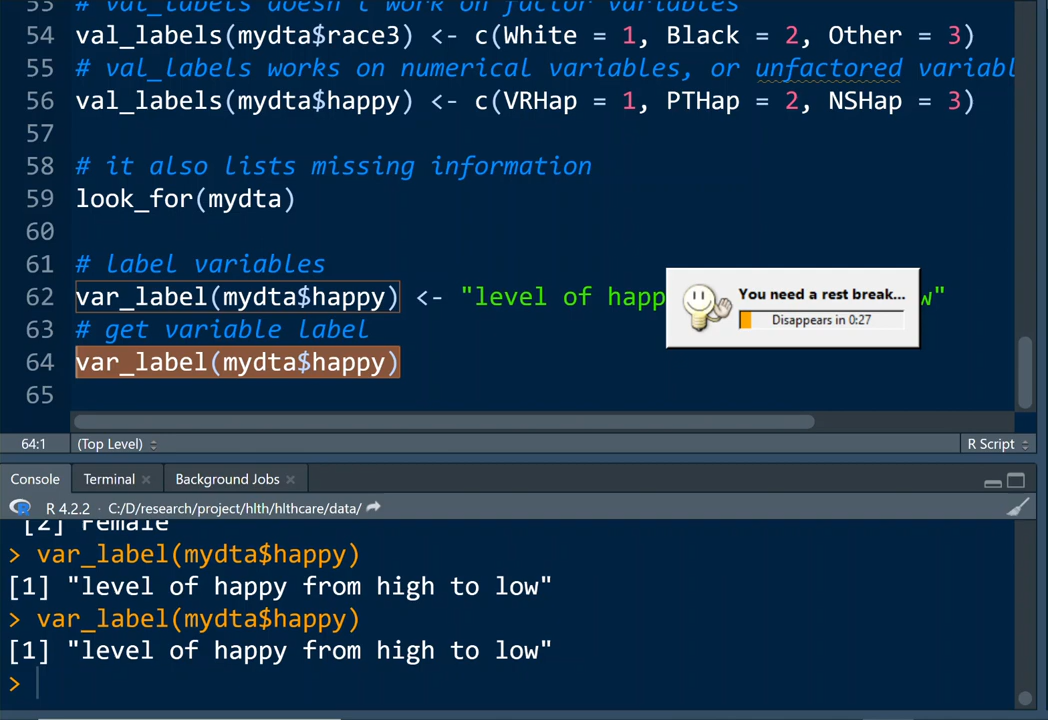 53 # val_labels doesn't work on factor variables
54 val_labels(mydta$race3) <- c(White = 1, Black = 2, Other = 3)
55 # val_labels works on numerical variables, or unfactored variabl
56 val_labels(mydta$happy) <- c(VRHap = 1, PTHap = 2, NSHap = 3)
57
58 # it also lists missing information
59 look_for(mydta)
60
61 # label variables
62 var_label(mydta$happy) <- "level of happ w"
You need a rest break...
Disappears in 0:27
63 # get variable label
64 var_label(mydta$happy)
65
64:1 (Top Level) R Script
Console Terminal Background Jobs
R 4.2.2 · C:/D/research/project/hlth/hlthcare/data/
[2] Female
> var_label(mydta$happy)
[1] "level of happy from high to low"
> var_label(mydta$happy)
[1] "level of happy from high to low"
>